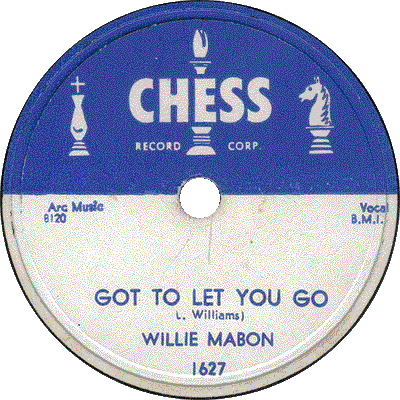 CHESS
RECORD CORP.
Arc Music Vocal
8120 B.M.I.
GOT TO LET YOU GO
(L. Williams)
WILLIE MABON
1627